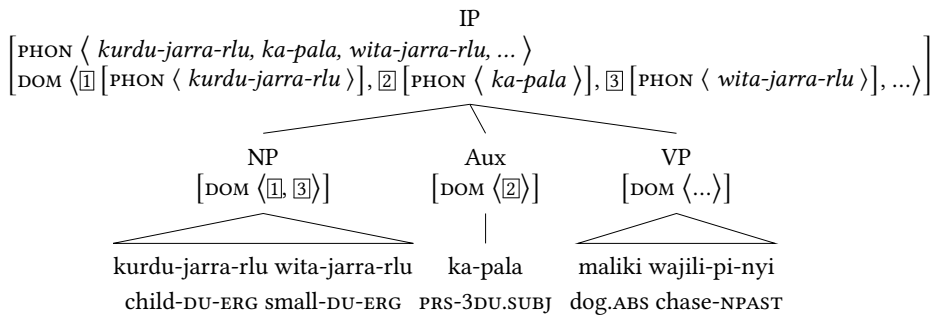 IP
[PHON ⟨ kurdu-jarra-rlu, ka-pala, wita-jarra-rlu, ... ⟩
DOM ⟨[1] [PHON ⟨ kurdu-jarra-rlu ⟩], [2] [PHON ⟨ ka-pala ⟩], [3] [PHON ⟨ wita-jarra-rlu ⟩], ...⟩]
NP Aux VP
[DOM ⟨[1], [3]⟩] [DOM ⟨[2]⟩] [DOM ⟨...⟩]
kurdu-jarra-rlu wita-jarra-rlu ka-pala maliki wajili-pi-nyi
child-DU-ERG small-DU-ERG PRS-3DU.SUBJ dog.ABS chase-NPAST